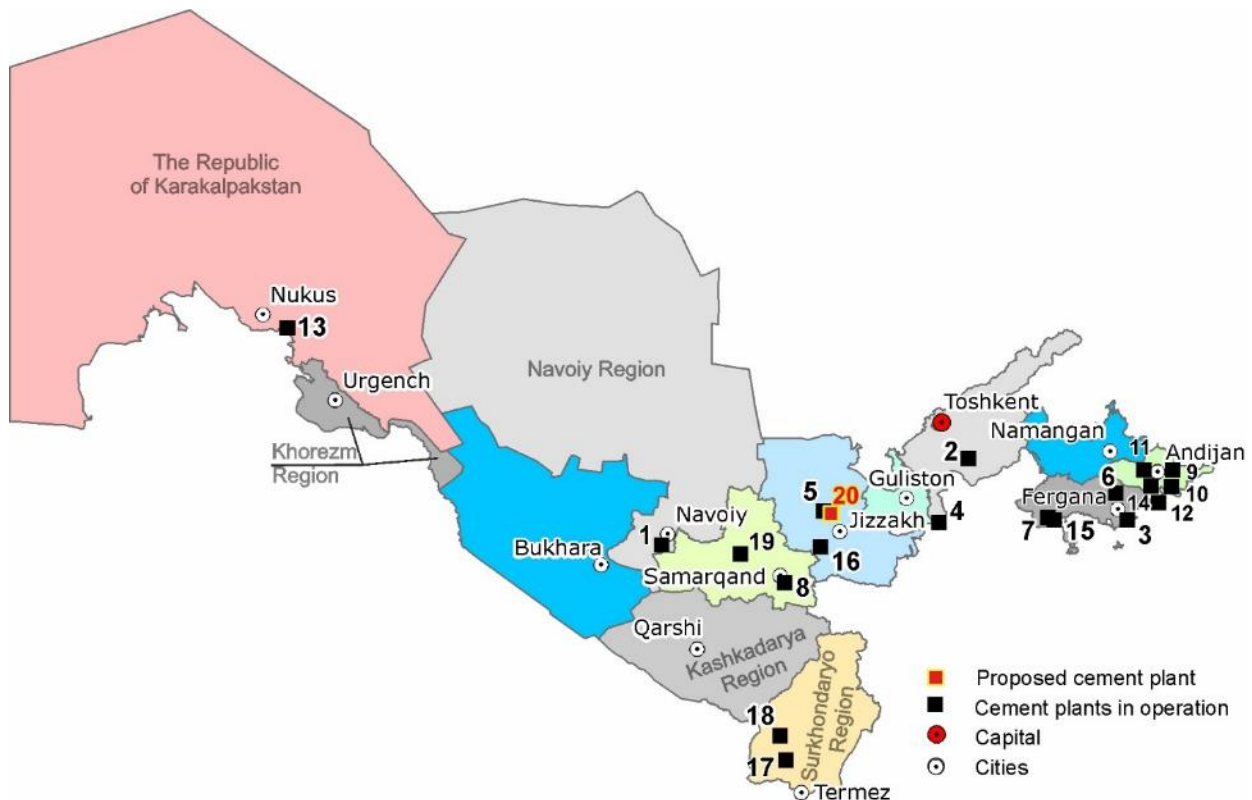 The Republic
of Karakalpakstan
Nukus
13
Urgench
Khorezm
Region
Navoiy Region
Toshkent
Namangan
2
11
Andijan
9
6
10
Guliston
Fergana
14
12
5
20
4
7
15
3
Jizzakh
1
Navoiy
19
16
Bukhara
Samarqand
8
Qarshi
Kashkadarya
Region
Surkhondaryo
Region
18
17
Termez
Proposed cement plant
Cement plants in operation
Capital
Cities